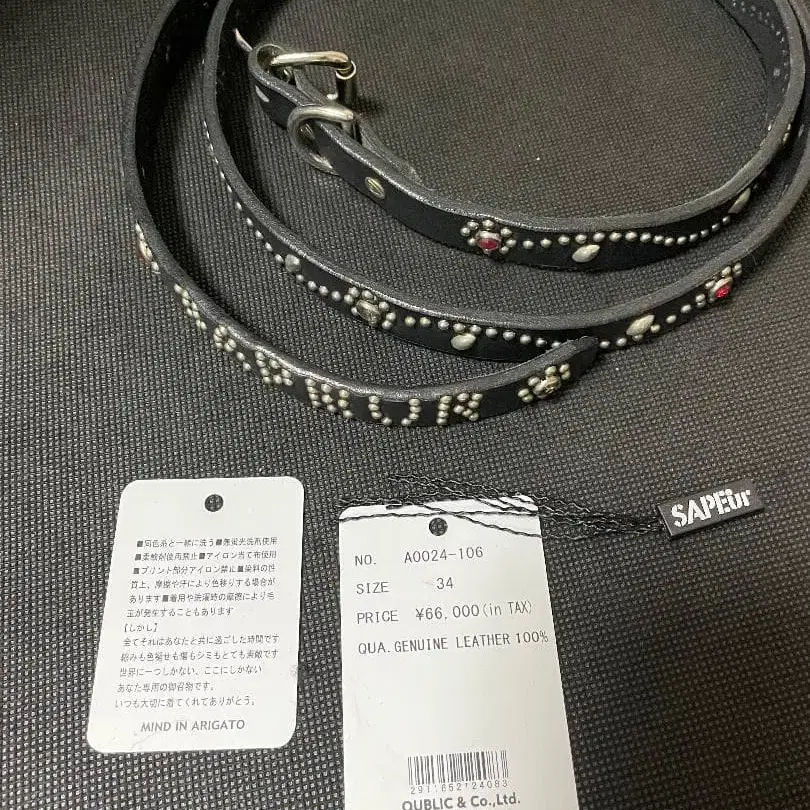 SAPEUR
SAPEur
■同色系と一緒に洗う■無蛍光洗剤使用
■柔軟剤使用禁止■アイロン当て布使用
■プリント部分アイロン禁止■染料の性
質上、摩擦や汗により色移りする場合が
あります■着用や洗濯時の摩擦により毛
玉が発生することもあります
【しかし】
全てそれはあなたと共に過ごした時間です
縮みも色褪せも傷もシミもとても素敵です
世界に一つしかない、ここにしかない
あなた専用の御召物です。
いつも大切に着てくれてありがとう。
MIND IN ARIGATO
NO. A0024-106
SIZE 34
PRICE ¥66,000(in TAX)
QUA. GENUINE LEATHER 100%
2911652124083
QUBLIC & Co.,Ltd.